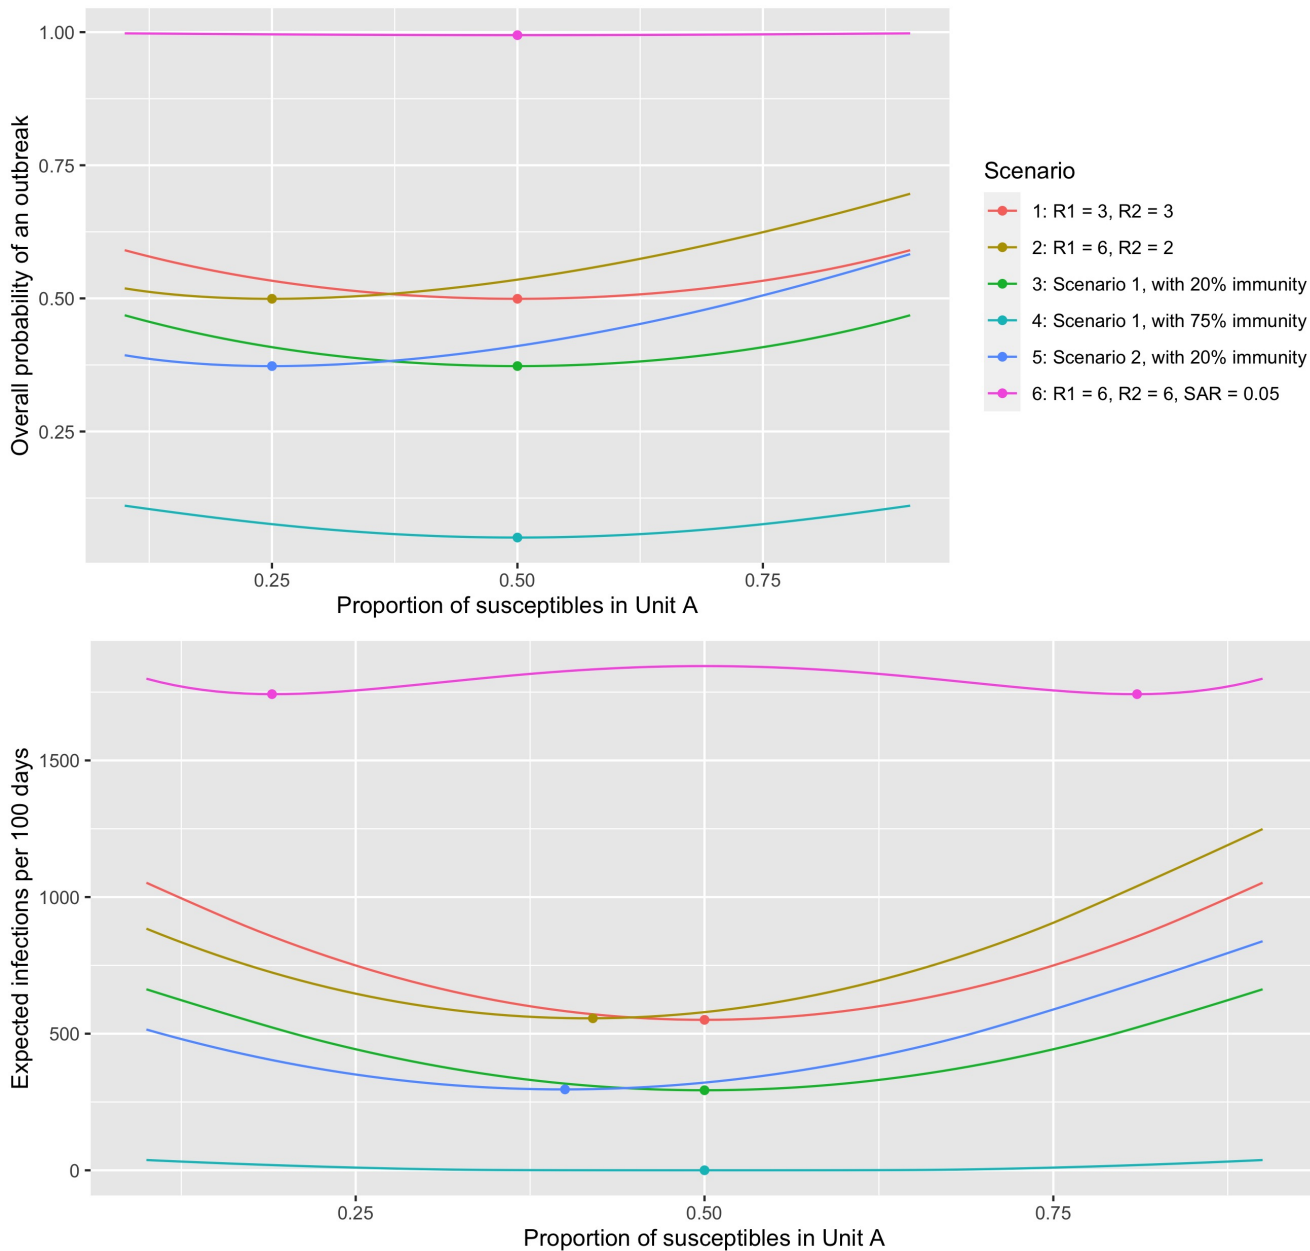 Overall probability of an outbreak
1.00
0.75
0.50
0.25
0.25
0.50
0.75
Proportion of susceptibles in Unit A
Scenario
1: R1 = 3, R2 = 3
2: R1 = 6, R2 = 2
3: Scenario 1, with 20% immunity
4: Scenario 1, with 75% immunity
5: Scenario 2, with 20% immunity
6: R1 = 6, R2 = 6, SAR = 0.05
Expected infections per 100 days
1500
1000
500
0
0.25
0.50
0.75
Proportion of susceptibles in Unit A